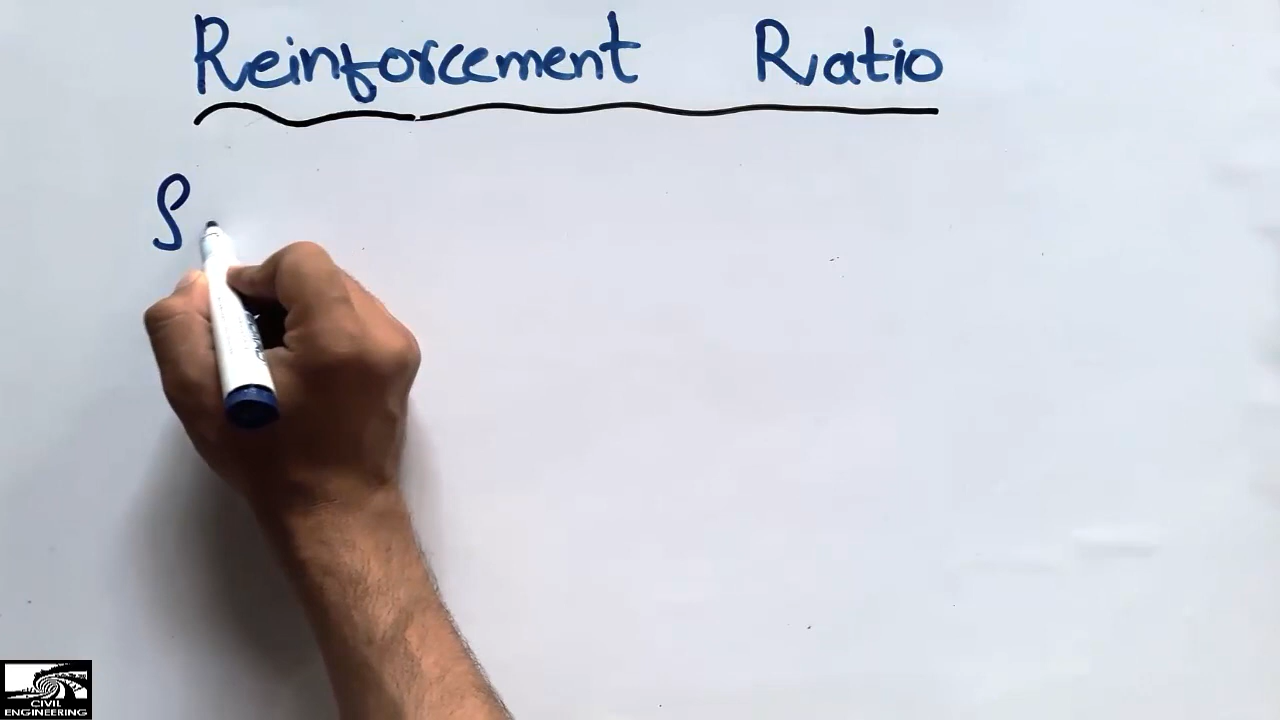 Reinforcement Ratio
ρ
CIVIL
ENGINEERING